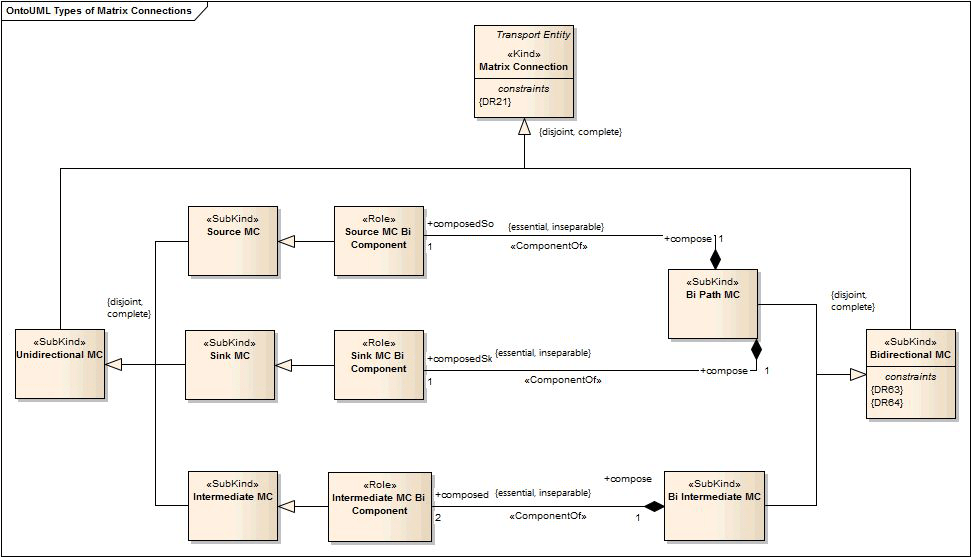 OntoUML Types of Matrix Connections
Transport Entity
«Kind»
Matrix Connection
constraints
{DR21}
{disjoint, complete}
«SubKind»
Source MC
«Role»
Source MC Bi
Component
+composedSo
1
{essential, inseparable}
«ComponentOf»
+compose
1
«SubKind»
Bi Path MC
{disjoint,
complete}
{disjoint,
complete}
«SubKind»
Unidirectional MC
«SubKind»
Sink MC
«Role»
Sink MC Bi
Component
+composedSk
1
{essential, inseparable}
«ComponentOf»
+compose
1
«SubKind»
Bidirectional MC
constraints
{DR63}
{DR64}
«SubKind»
Intermediate MC
«Role»
Intermediate MC Bi
Component
+composed
2
{essential, inseparable}
«ComponentOf»
+compose
1
«SubKind»
Bi Intermediate MC